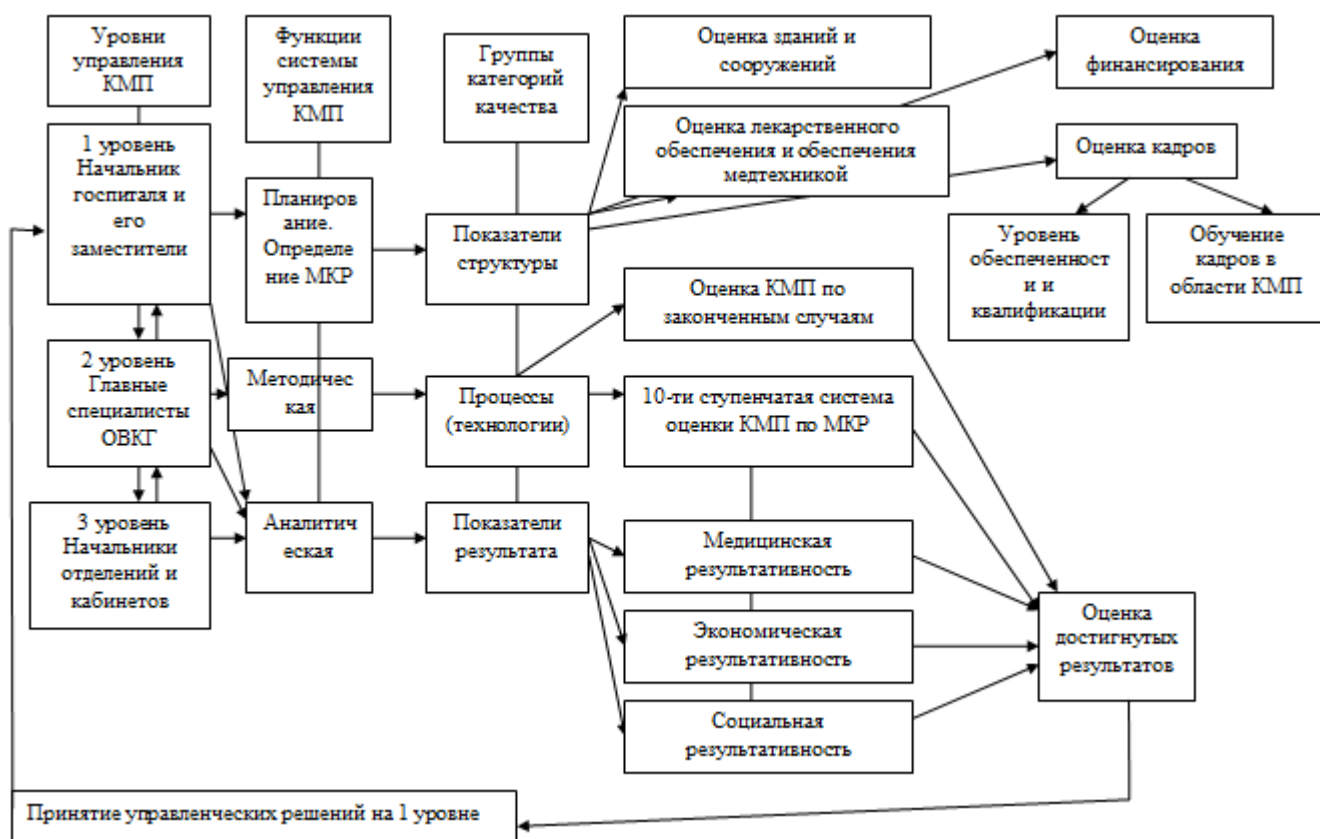 Уровни
управления
КМП
Функции
системы
управления
КМП
Группы
категорий
качества
Оценка зданий и
сооружений
Оценка
финансирования
1 уровень
Начальник
госпиталя и
его
заместители
Планиров
ание.
Определе
ние МКР
Показатели
структуры
Оценка лекарственного
обеспечения и обеспечения
медтехникой
Оценка кадров
Уровень
обеспеченност
и и
квалификации
Обучение
кадров в
области КМП
Оценка КМП по
законченным случаям
2 уровень
Главные
специалисты
ОВКГ
Методичес
кая
Процессы
(технологии)
10-ти ступенчатая система
оценки КМП по МКР
3 уровень
Начальники
отделений и
кабинетов
Аналитич
еская
Показатели
результата
Медицинская
результативность
Экономическая
результативность
Социальная
результативность
Оценка
достигнутых
результатов
Принятие управленческих решений на 1 уровне